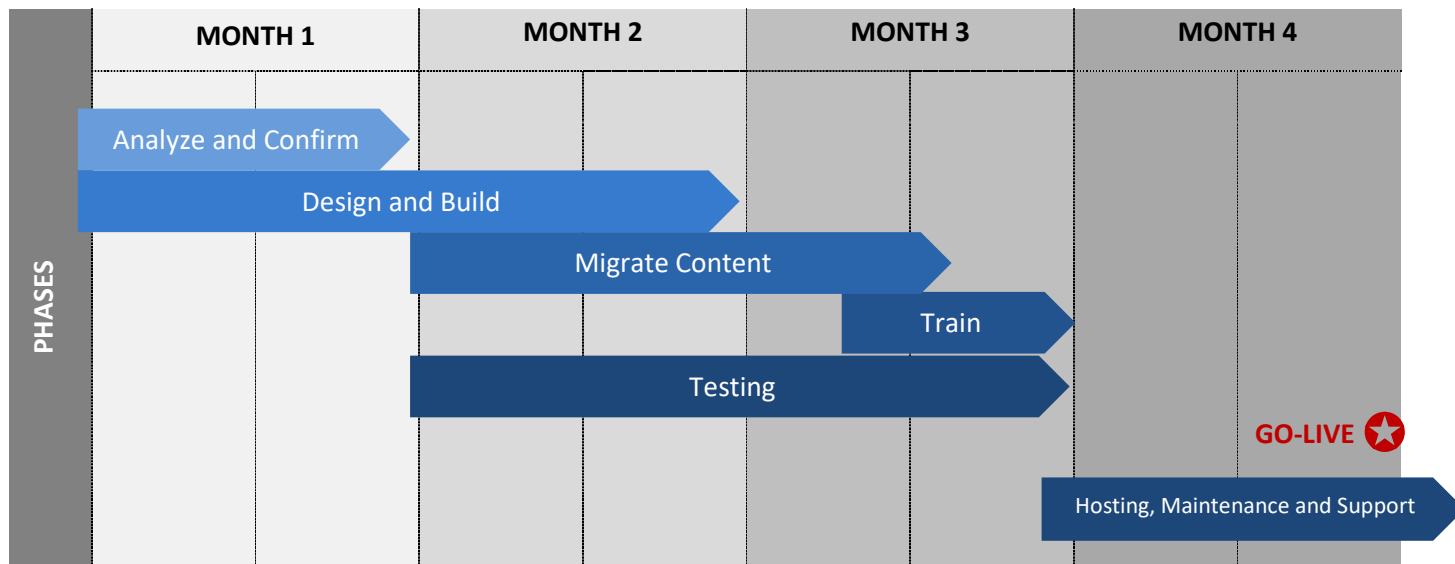 MONTH 1
MONTH 2
MONTH 3
MONTH 4
PHASES
Analyze and Confirm
Design and Build
Migrate Content
Train
Testing
GO-LIVE
Hosting, Maintenance and Support